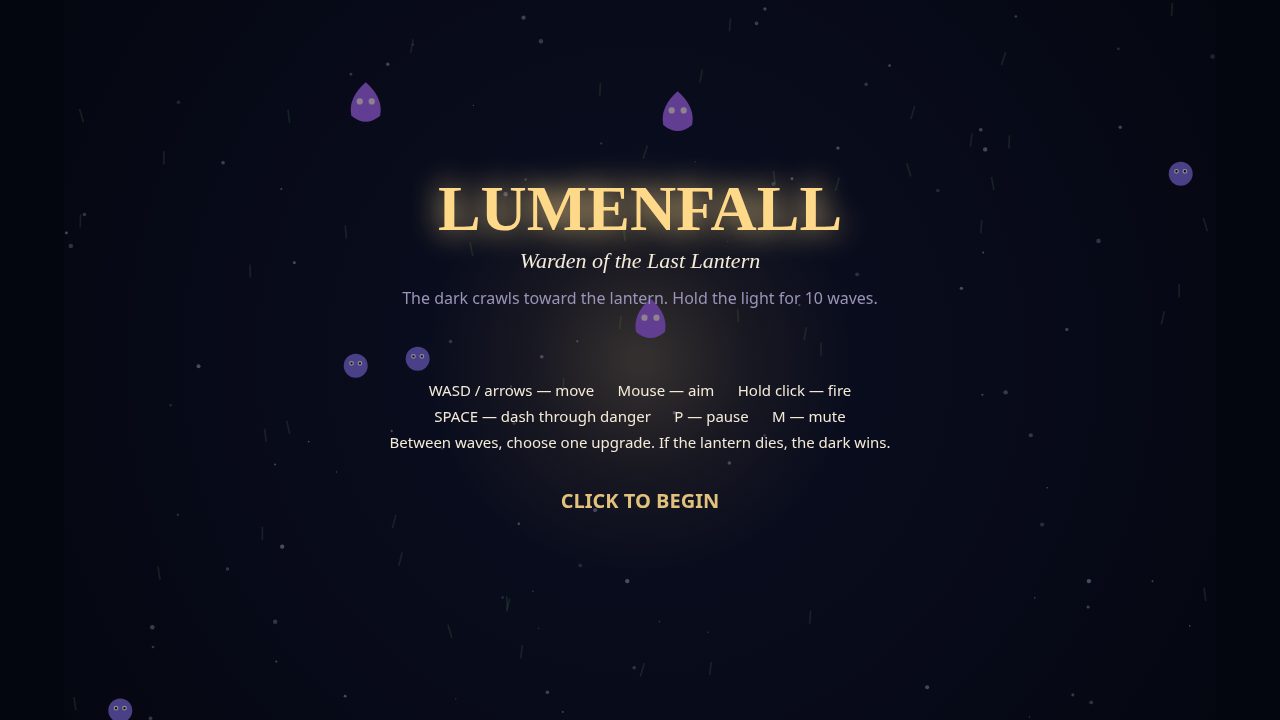 LUMENFALL
Warden of the Last Lantern
The dark crawls toward the lantern. Hold the light for 10 waves.
WASD / arrows — move Mouse — aim Hold click — fire
SPACE — dash through danger P — pause M — mute
Between waves, choose one upgrade. If the lantern dies, the dark wins.
CLICK TO BEGIN